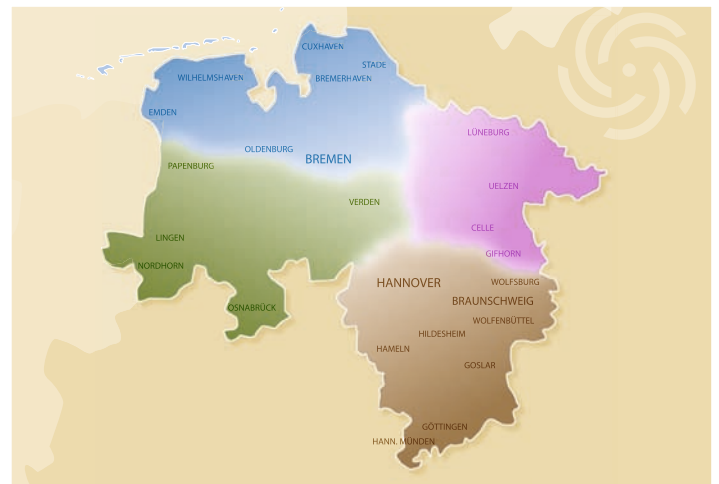 CUXHAVEN
STADE
WILHELMSHAVEN
BREMERHAVEN
EMDEN
LÜNEBURG
OLDENBURG
BREMEN
PAPENBURG
UELZEN
VERDEN
CELLE
LINGEN
GIFHORN
NORDHORN
HANNOVER
WOLFSBURG
BRAUNSCHWEIG
OSNABRÜCK
WOLFENBÜTTEL
HILDESHEIM
HAMELN
GOSLAR
GÖTTINGEN
HANN. MÜNDEN